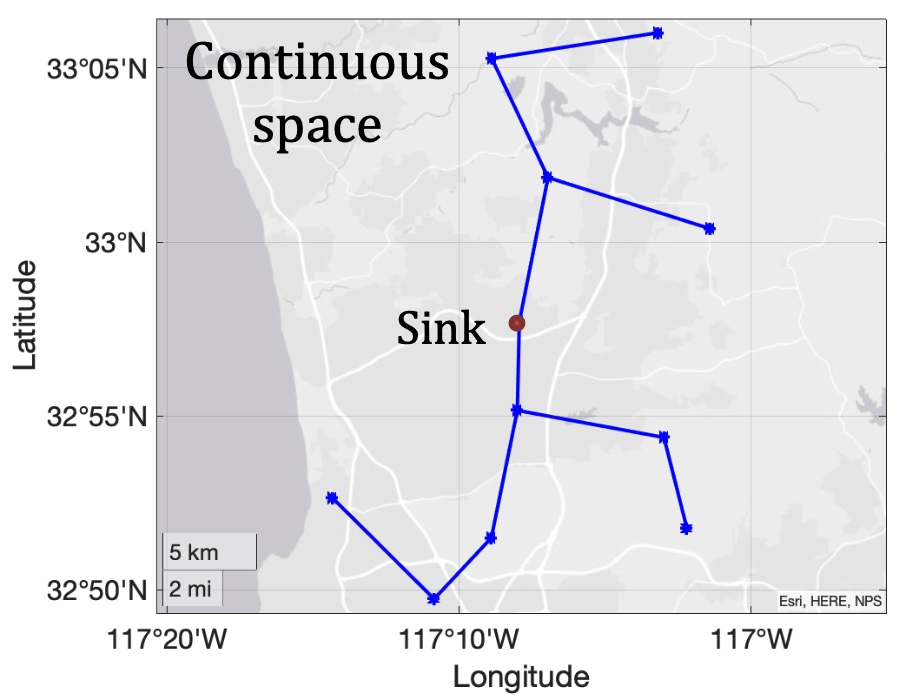 Continuous
space
33°05'N
33°N
Sink
Latitude
32°55'N
5 km
2 mi
32°50'N
Esri, HERE, NPS
117°20'W 117°10'W 117°W
Longitude